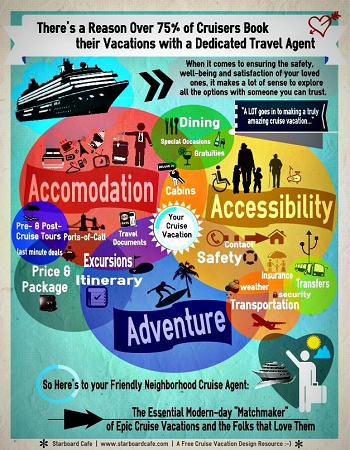 There's a Reason Over 75% of Cruisers Book
their Vacations with a Dedicated Travel Agent
When it comes to ensuring the safety,
well-being and satisfaction of your loved
ones, it makes a lot of sense to explore
all the options with someone you can trust.
"A LOT goes in to making a truly
amazing cruise vacation..."
Dining
Special Occasions
Gratuities
Accomodation
Cabins
Accessibility
Your
Cruise
Vacation
Pre- & Post-
Cruise Tours
Ports-of-Call
Travel
Documents
last minute deals
Excursions
Contact
Safety
Price &
Package
Itinerary
Insurance
weather
security
Transfers
Transportation
Adventure
So Here's to your Friendly Neighborhood Cruise Agent:
The Essential Modern-day "Matchmaker"
of Epic Cruise Vacations and the Folks that Love Them
Starboard Cafe | www.starboardcafe.com | A Free Cruise Vacation Design Resource :-)